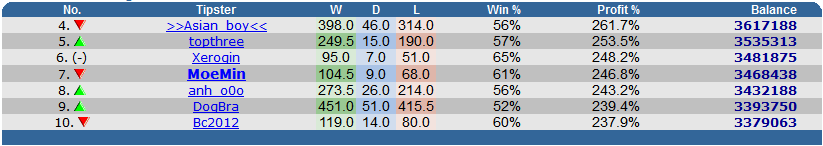 No. Tipster W D L Win % Profit % Balance
4. >>Asian_boy<< 398.0 46.0 314.0 56% 261.7% 3617188
5. topthree 249.5 15.0 190.0 57% 253.5% 3535313
6. (-) Xeroqin 95.0 7.0 51.0 65% 248.2% 3481875
7. MoeMin 104.5 9.0 68.0 61% 246.8% 3468438
8. anh_o0o 273.5 26.0 214.0 56% 243.2% 3432188
9. DogBra 451.0 51.0 415.5 52% 239.4% 3393750
10. Bc2012 119.0 14.0 80.0 60% 237.9% 3379063